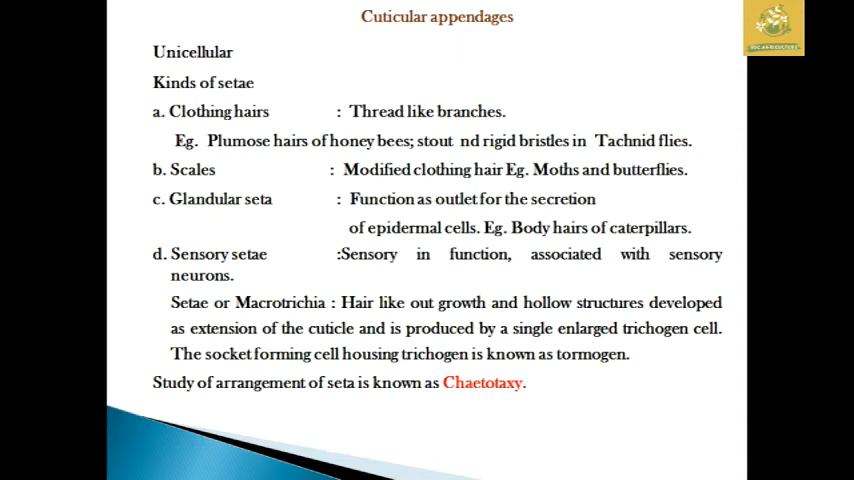 Cuticular appendages
Unicellular
Kinds of setae
a. Clothing hairs : Thread like branches.
Eg. Plumose hairs of honey bees; stout nd rigid bristles in Tachnid flies.
b. Scales : Modified clothing hair Eg. Moths and butterflies.
c. Glandular seta : Function as outlet for the secretion
of epidermal cells. Eg. Body hairs of caterpillars.
d. Sensory setae :Sensory in function, associated with sensory
neurons.
Setae or Macrotrichia : Hair like out growth and hollow structures developed
as extension of the cuticle and is produced by a single enlarged trichogen cell.
The socket forming cell housing trichogen is known as tormogen.
Study of arrangement of seta is known as Chaetotaxy.